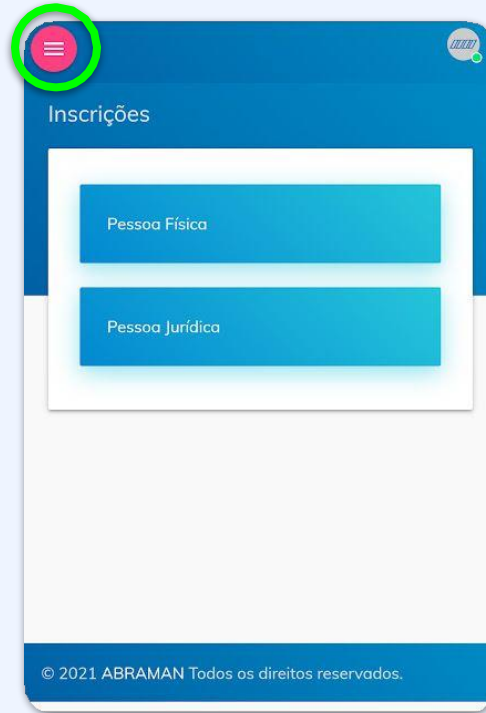 Inscrições
Pessoa Física
Pessoa Jurídica
© 2021 ABRAMAN Todos os direitos reservados.